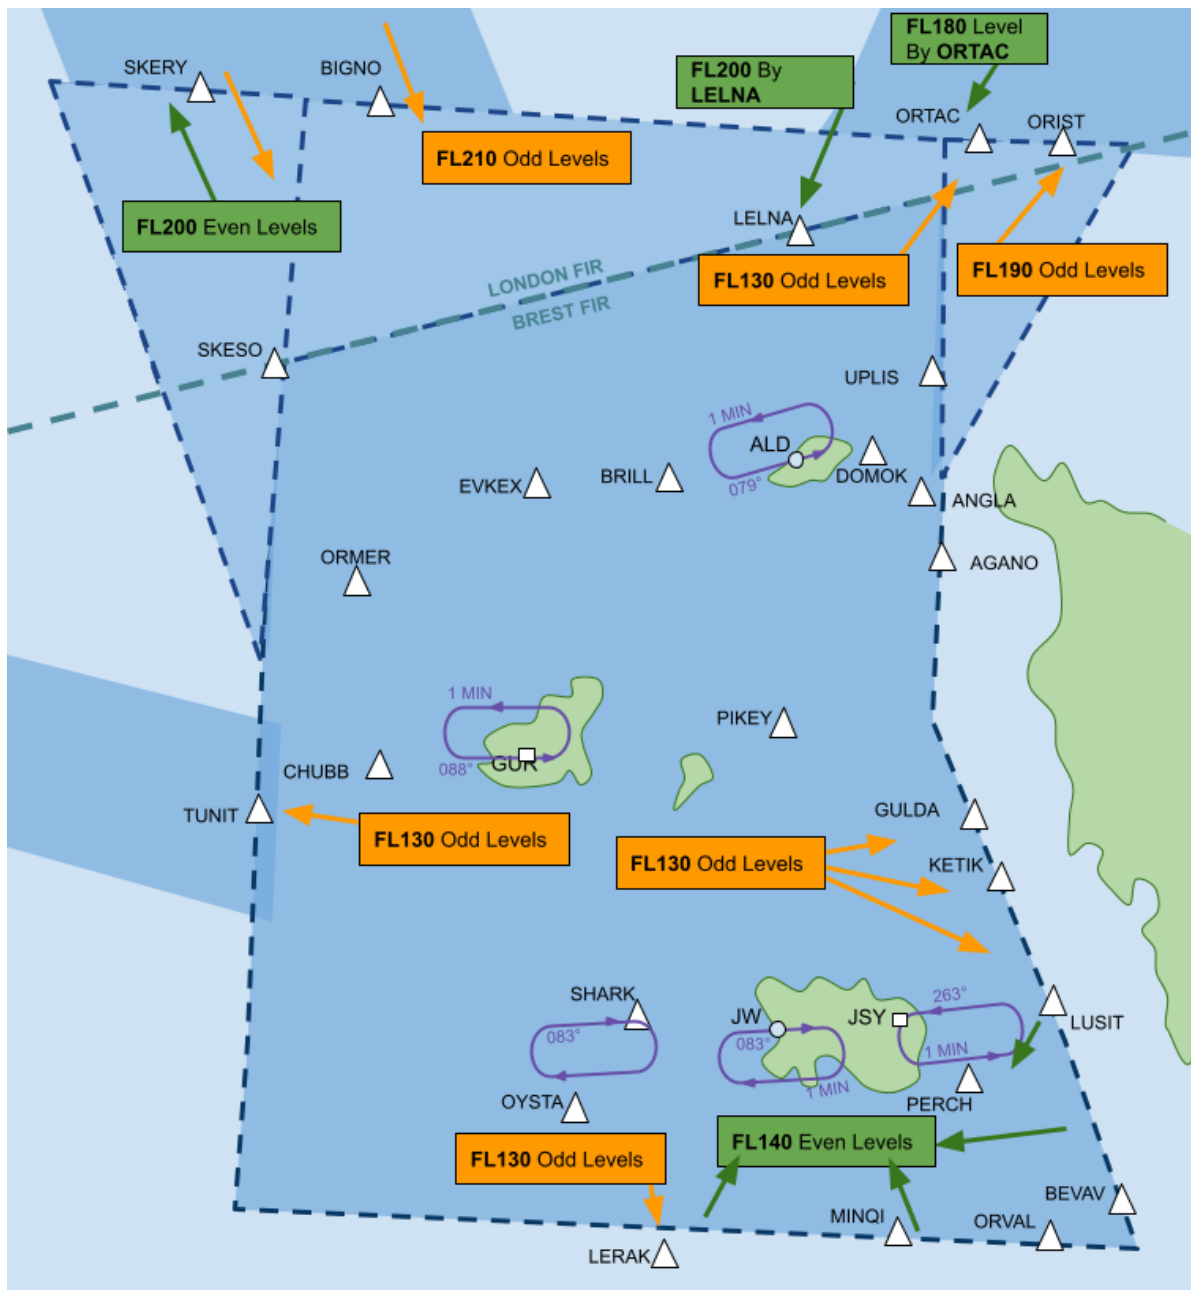 FL180 Level
By ORTAC
SKERY
BIGNO
FL200 By
LELNA
ORTAC
ORIST
FL210 Odd Levels
FL200 Even Levels
LELNA
FL130 Odd Levels
FL190 Odd Levels
LONDON FIR
BREST FIR
SKESO
UPLIS
1 MIN
ALD
079°
DOMOK
EVKEX
BRILL
ANGLA
ORMER
AGANO
1 MIN
GUR
088°
PIKEY
CHUBB
TUNIT
GULDA
FL130 Odd Levels
FL130 Odd Levels
KETIK
SHARK
083°
JW
083°
1 MIN
JSY
263°
1 MIN
LUSIT
OYSTA
PERCH
FL130 Odd Levels
FL140 Even Levels
BEVAV
MINQI
ORVAL
LERAK